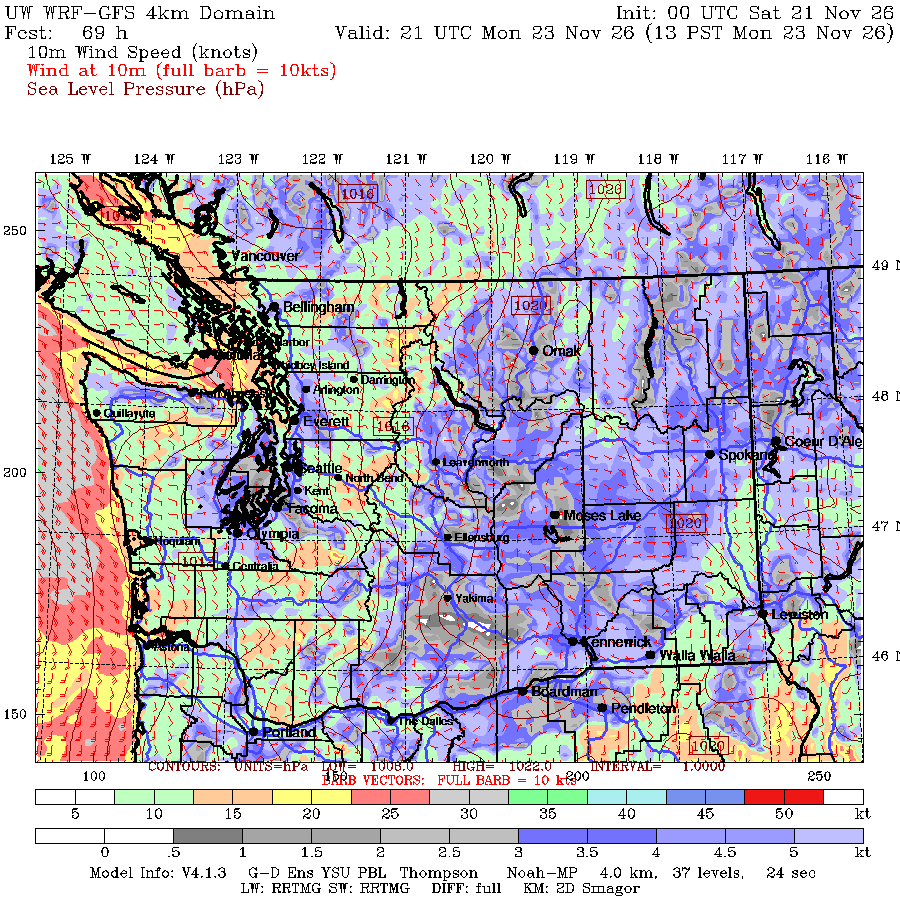 UW WRF-GFS 4km Domain Init: 00 UTC Sat 21 Nov 26
Fcst: 69 h Valid: 21 UTC Mon 23 Nov 26 (13 PST Mon 23 Nov 26)
10m Wind Speed (knots)
Wind at 10m (full barb = 10kts)
Sea Level Pressure (hPa)
125 W 124 W 123 W 122 W 121 W 120 W 119 W 118 W 117 W 116 W
1016 1020
250
Vancouver
49 N
Bellingham 1020
Omak
Whidbey Island
Darrington
Arlington
48 N
Quillayute
Everett 1016
Coeur D'Ale
Spokane
Leavenworth
200
Seattle
North Bend
Kent
Tacoma
Moses Lake
1020
47 N
Olympia
Hoquiam
Ellensburg
1012
Centralia
Yakima
Lewiston
Kennewick
Astoria
Walla Walla
46 N
Boardman
Pendleton
150
The Dalles
Portland
1020
CONTOURS: UNITS=hPa LOW= 1008.0 HIGH= 1022.0 INTERVAL= 1.0000
100 150 200 250
BARB VECTORS: FULL BARB = 10 kts
5 10 15 20 25 30 35 40 45 50 kt
0 .5 1 1.5 2 2.5 3 3.5 4 4.5 5 kt
Model Info: V4.1.3 G-D Ens YSU PBL Thompson Noah-MP 4.0 km, 37 levels, 24 sec
LW: RRTMG SW: RRTMG DIFF: full KM: 2D Smagor